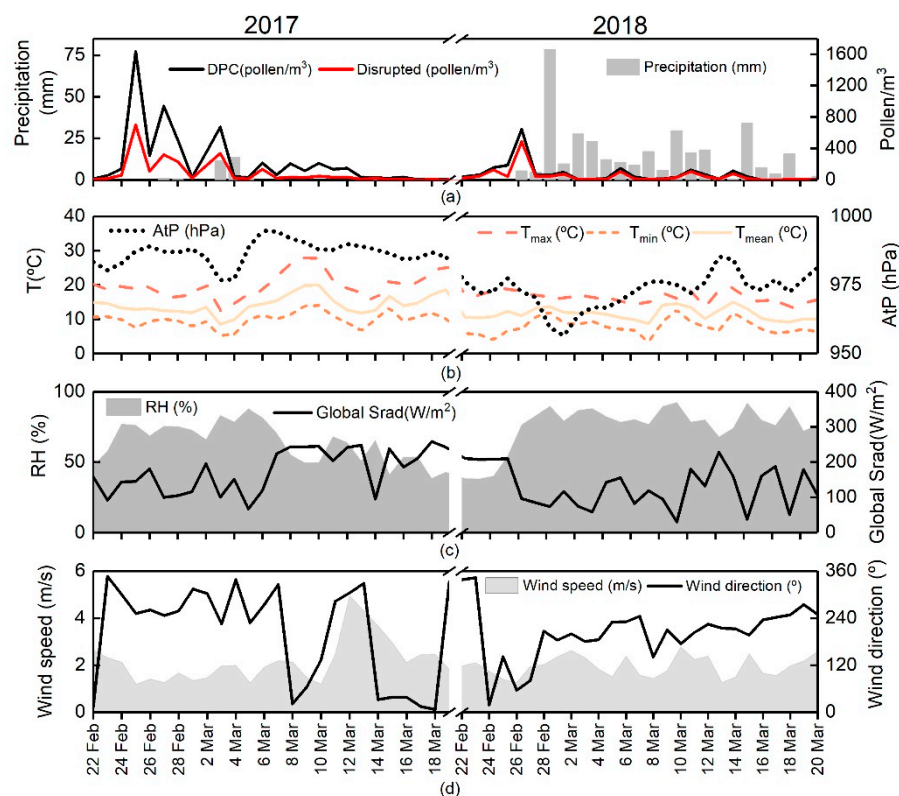 2017 2018
75 1600
50 1200
25 800
0 400
0
Precipitation
(mm)
DPC(pollen/m³) Disrupted (pollen/m³) Precipitation (mm)
Pollen/m³
(a)
40 1000
30 975
20 950
10
0
T(ºC)
AtP (hPa) Tmax (ºC) Tmin (ºC) Tmean (ºC)
AtP (hPa)
(b)
100 400
50 300
0 200
100
0
RH (%)
RH (%) Global Srad(W/m²)
Global Srad(W/m²)
(c)
6 360
4 240
2 120
0 0
Wind speed (m/s)
Wind speed (m/s) Wind direction (º)
Wind direction (º)
22 Feb 24 Feb 26 Feb 28 Feb 2 Mar 4 Mar 6 Mar 8 Mar 10 Mar 12 Mar 14 Mar 16 Mar 18 Mar 22 Feb 24 Feb 26 Feb 28 Feb 2 Mar 4 Mar 6 Mar 8 Mar 10 Mar 12 Mar 14 Mar 16 Mar 18 Mar 20 Mar
(d)